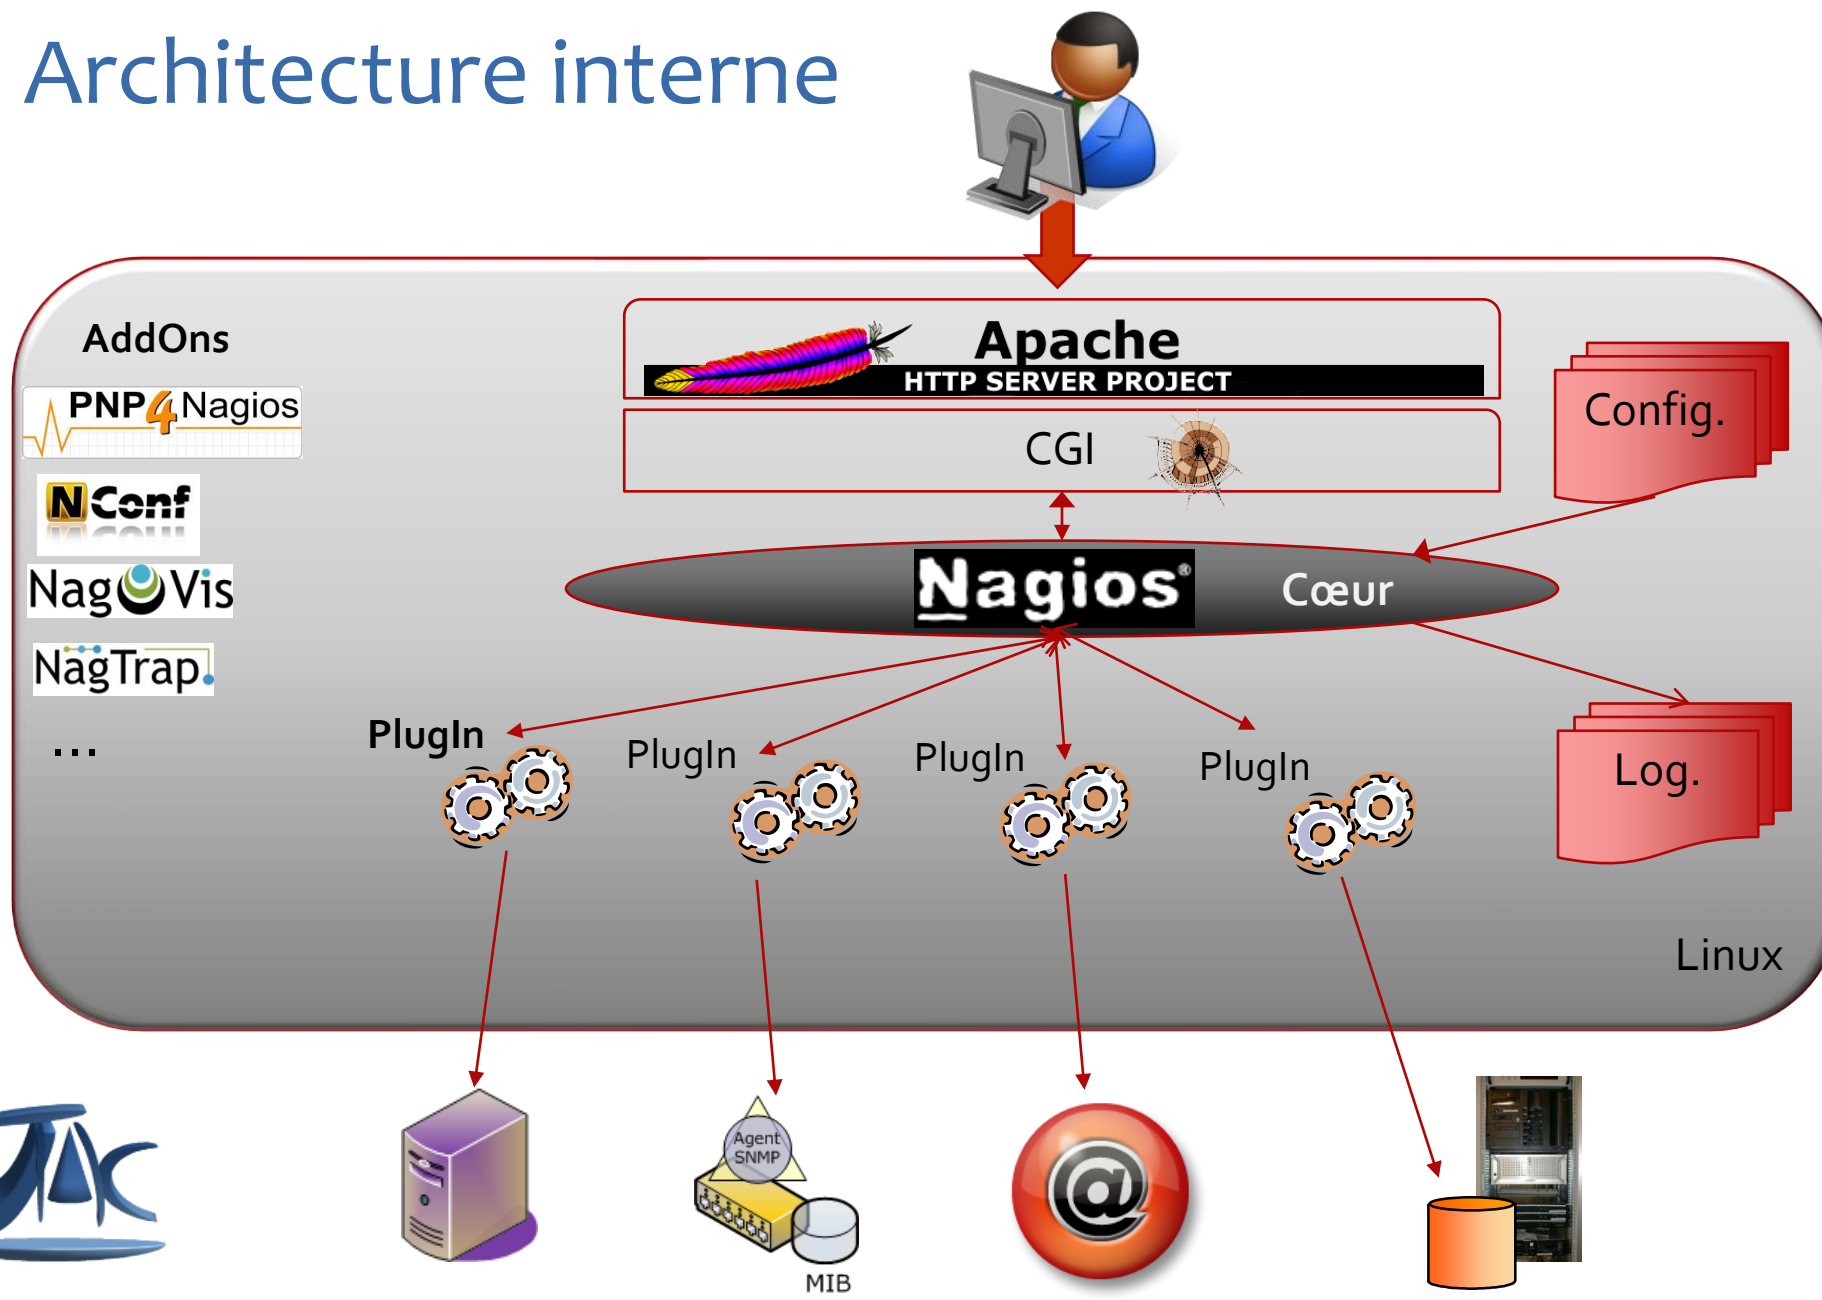 Architecture interne
AddOns
PNP4Nagios
NConf
NagVis
NagTrap
...
Apache
HTTP SERVER PROJECT
CGI
Config.
Nagios®
Cœur
PlugIn
PlugIn
PlugIn
PlugIn
Log.
Linux
JAC
Agent
SNMP
MIB
@